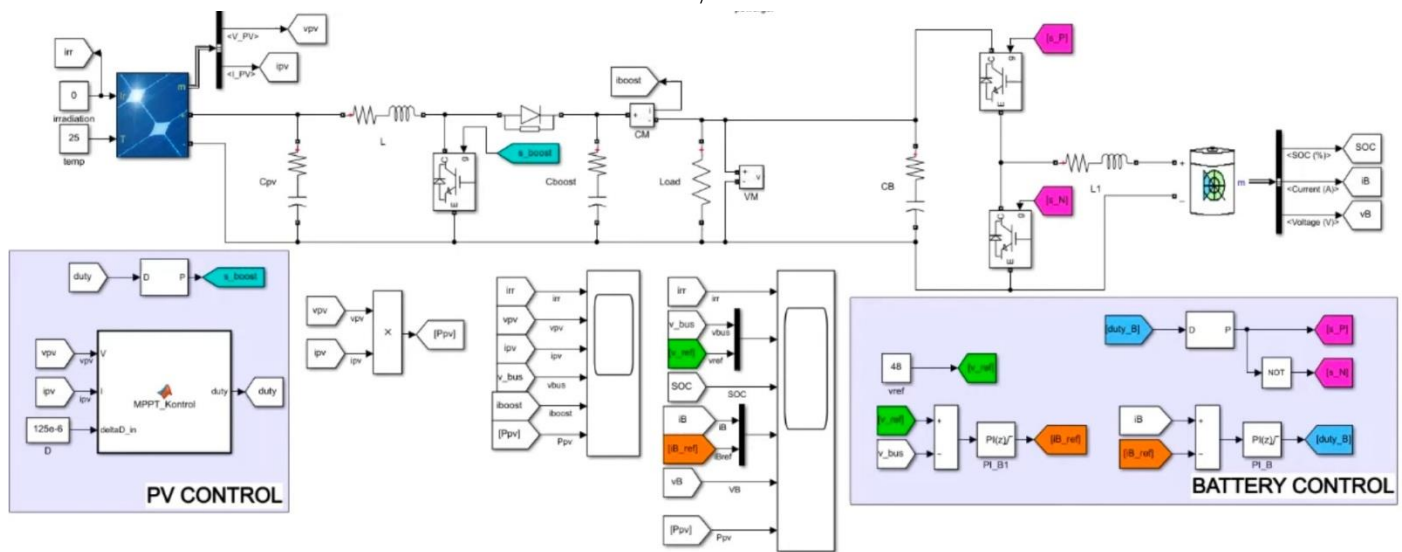 irr
<V_PV>
vpv
<I_PV>
ipv
0
irradiation
25
temp
Ir
T
m
+
-
L
Cpv
g
C
E
s_boost
Cboost
iboost
CM
+
-
i
Load
VM
+
-
v
CB
[s_P]
g
C
E
[s_N]
g
C
E
L1
+
-
m
<SOC (%)>
SOC
<Current (A)>
iB
<Voltage (V)>
vB
duty
D
P
s_boost
vpv
vpv
V
ipv
ipv
I
MPPT_Kontrol
duty
duty
125e-6
deltaD_in
D
PV CONTROL
vpv
vpv
ipv
ipv
×
[Ppv]
irr
irr
vpv
vpv
ipv
ipv
v_bus
vbus
iboost
iboost
[Ppv]
Ppv
irr
irr
v_bus
vbus
[v_ref]
vref
SOC
SOC
iB
iB
[iB_ref]
iBref
vB
VB
[Ppv]
Ppv
[duty_B]
D
P
[s_P]
NOT
[s_N]
48
vref
[v_ref]
[v_ref]
v_bus
+
-
PI(z)
PI_B1
[iB_ref]
iB
[iB_ref]
+
-
PI(z)
PI_B
[duty_B]
BATTERY CONTROL